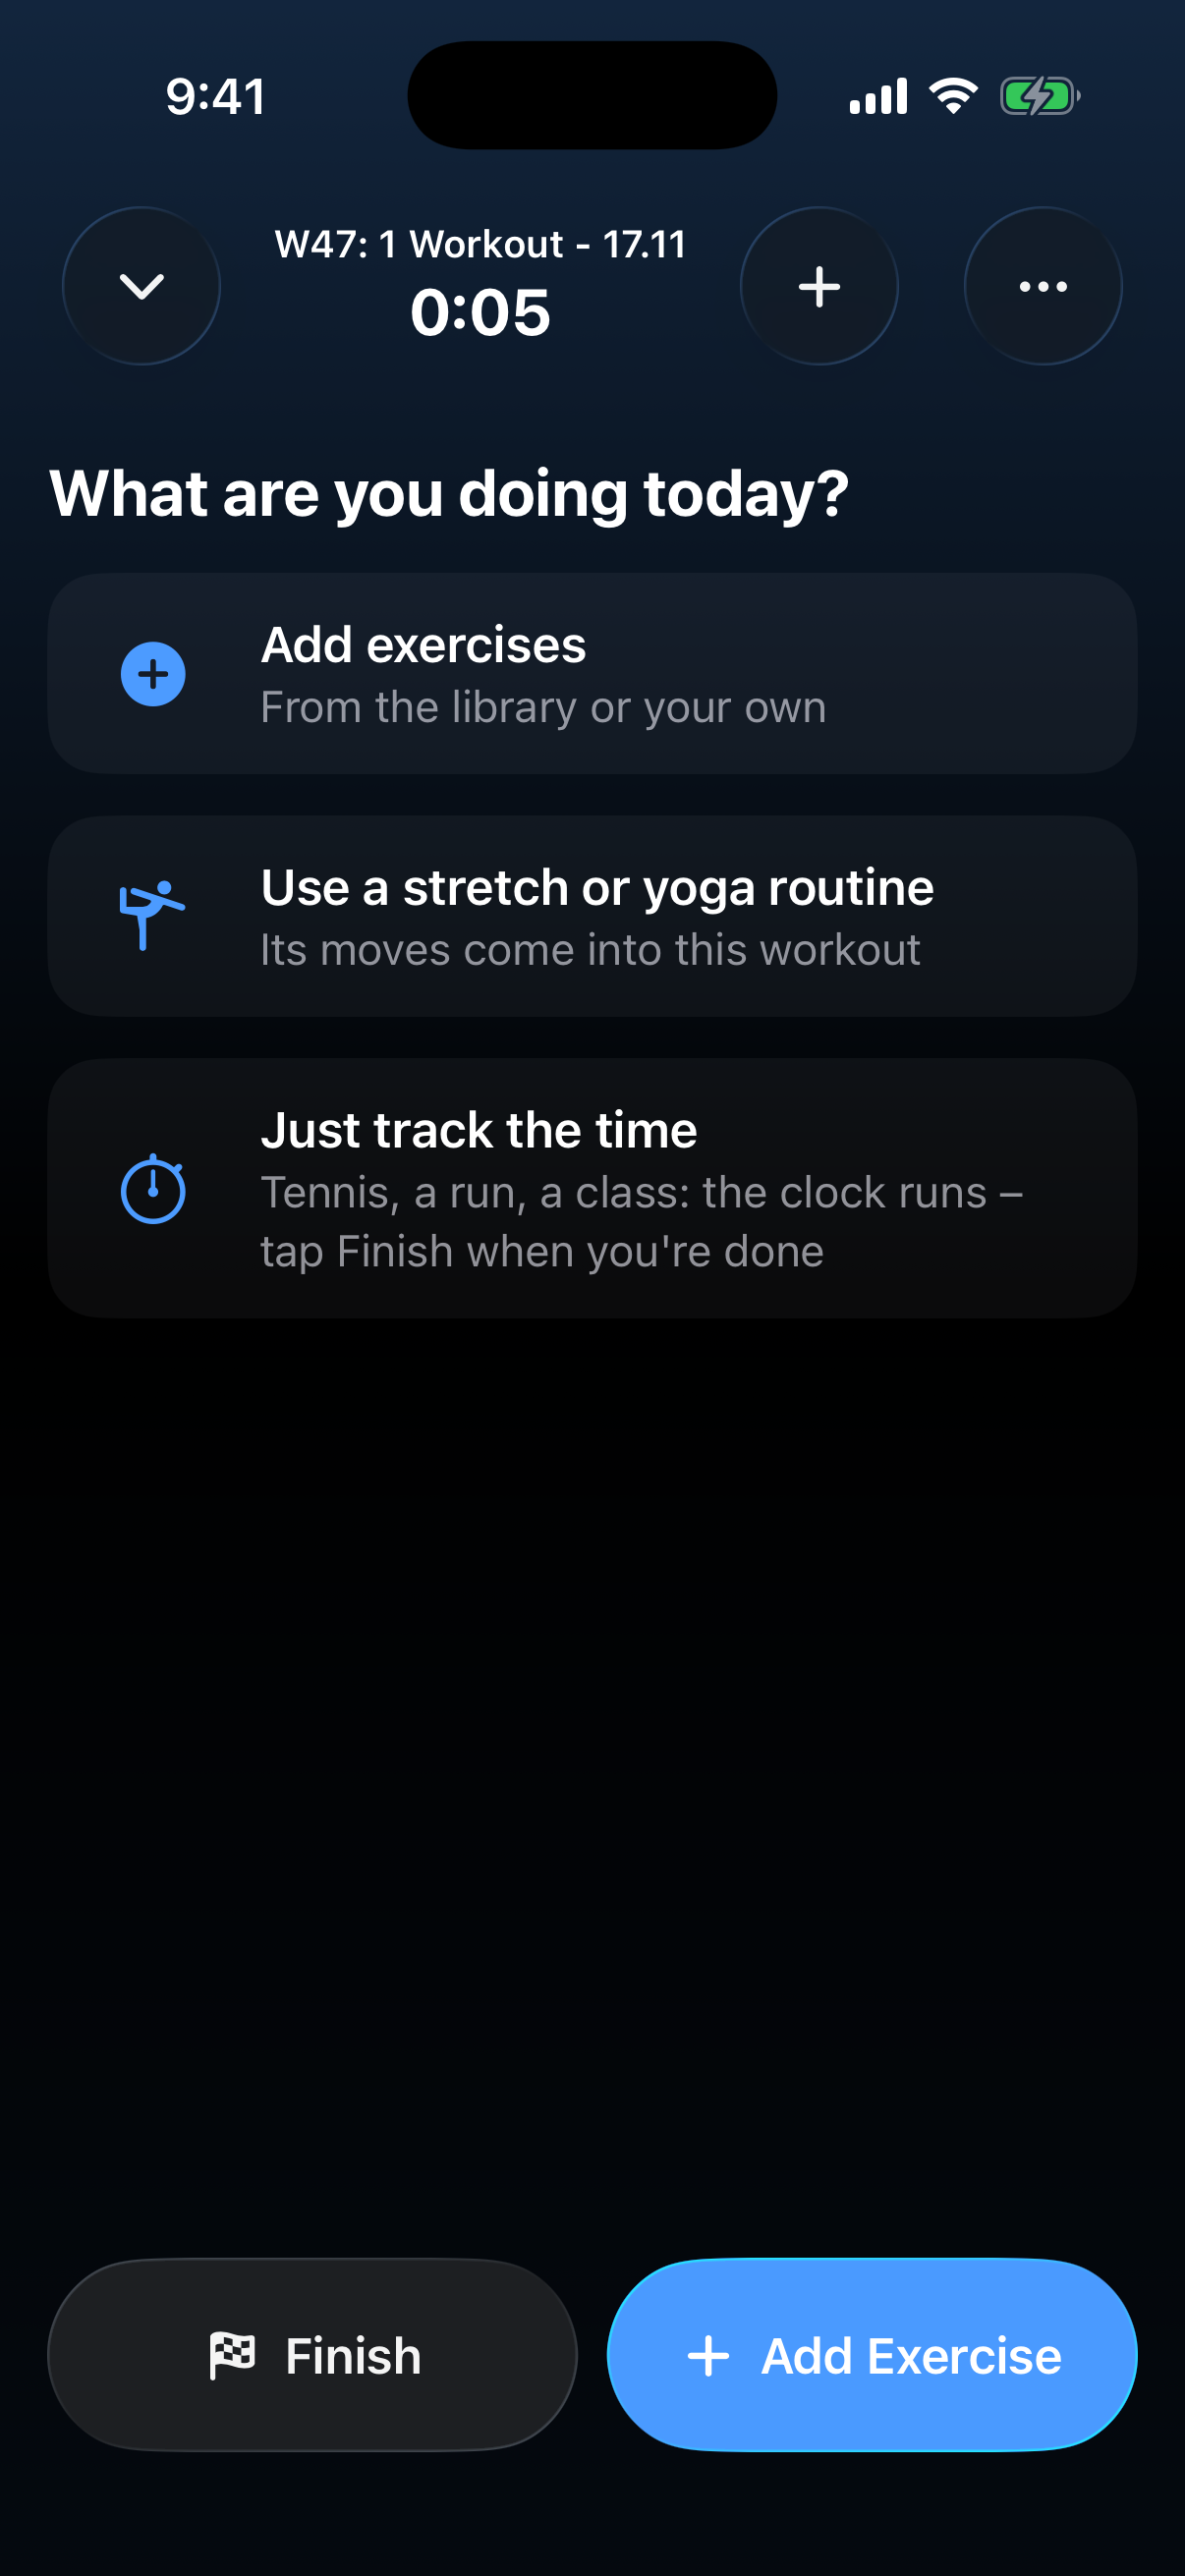 9:41
W47: 1 Workout - 17.11
0:05
What are you doing today?
Add exercises
From the library or your own
Use a stretch or yoga routine
Its moves come into this workout
Just track the time
Tennis, a run, a class: the clock runs –
tap Finish when you're done
Finish
Add Exercise